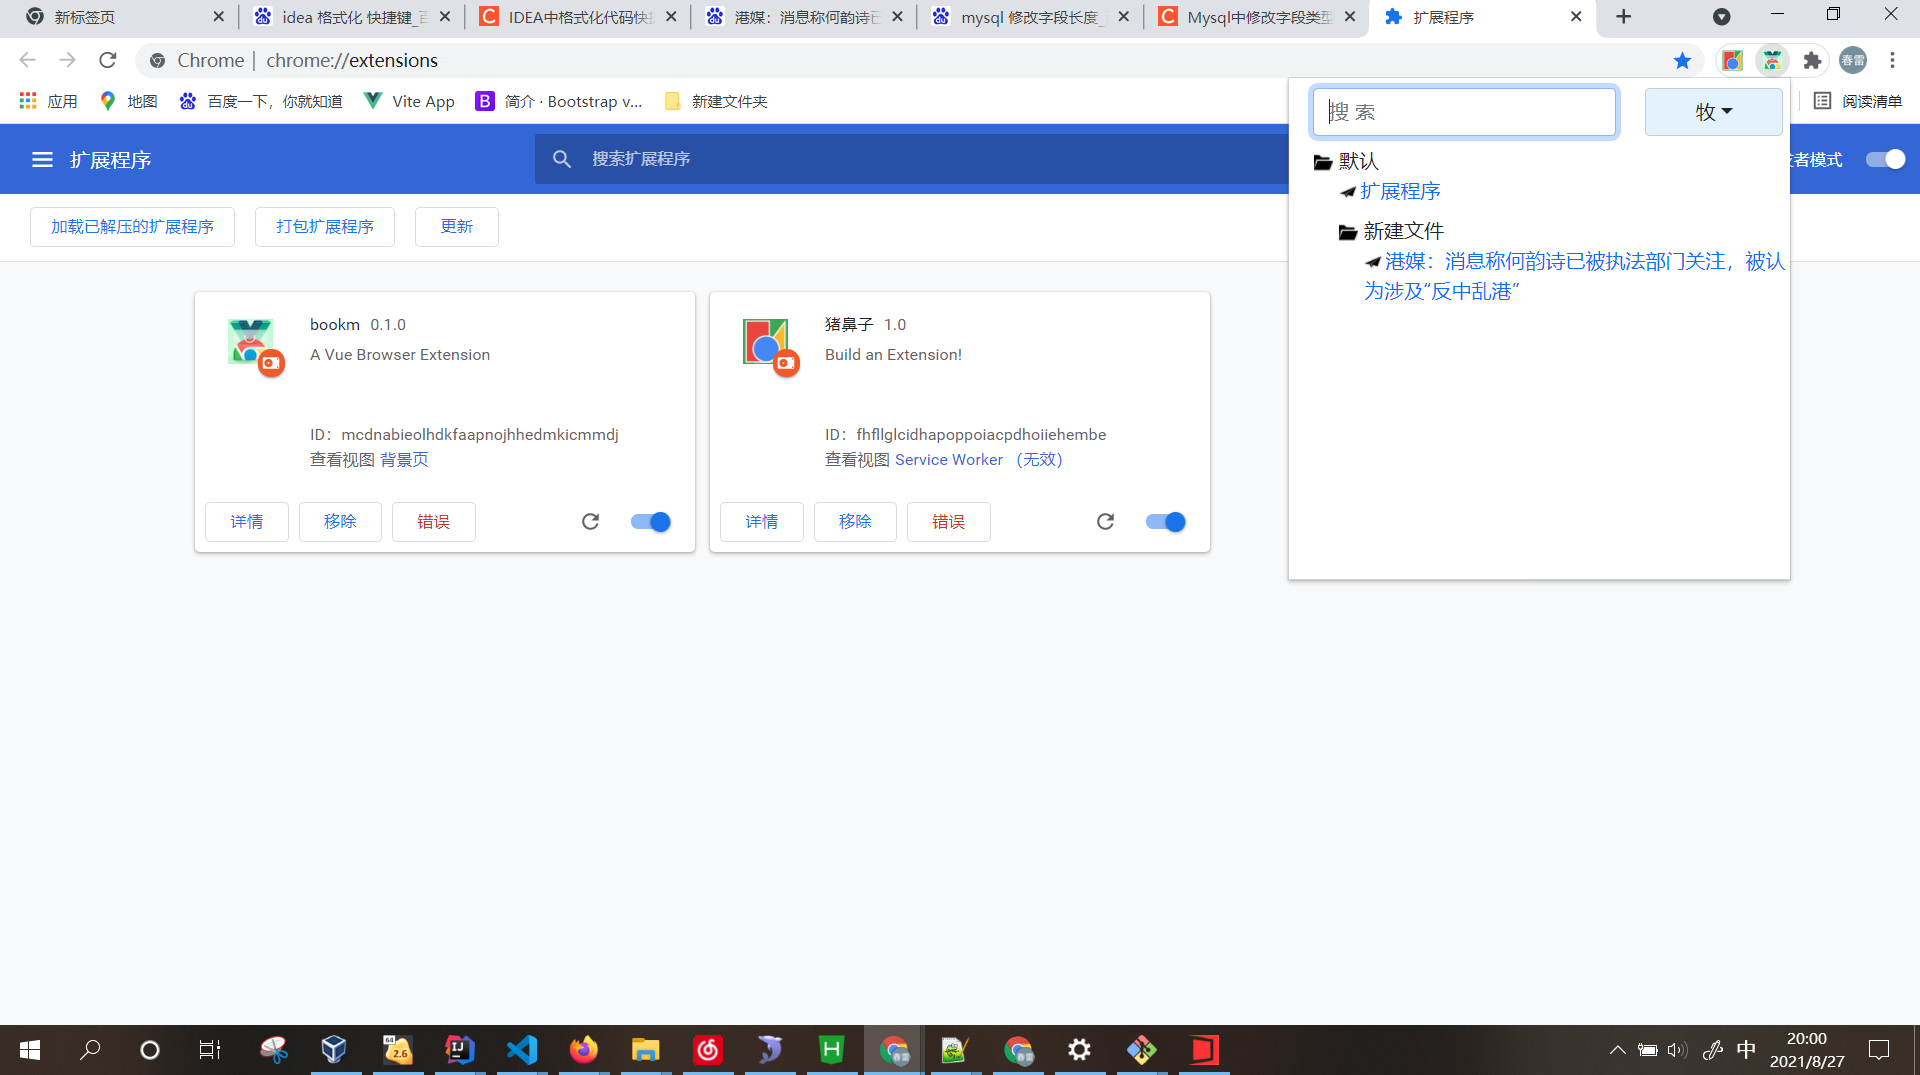 新标签页
idea 格式化 快捷键_百
IDEA中格式化代码快捷
港媒：消息称何韵诗已
mysql 修改字段长度_
Mysql中修改字段类型
扩展程序
Chrome | chrome://extensions
春雷
应用
地图
百度一下，你就知道
Vite App
简介 · Bootstrap v...
新建文件夹
阅读清单
扩展程序
搜索扩展程序
者模式
加载已解压的扩展程序
打包扩展程序
更新
搜 索
牧
默认
扩展程序
新建文件
港媒：消息称何韵诗已被执法部门关注，被认
为涉及“反中乱港”
bookm 0.1.0
A Vue Browser Extension
ID：mcdnabieolhdkfaapnojhhedmkicmmdj
查看视图 背景页
详情
移除
错误
猪鼻子 1.0
Build an Extension!
ID：fhfllglcidhapoppoiacpdhoiiehembe
查看视图 Service Worker （无效）
详情
移除
错误
64
2.6
中
20:00
2021/8/27